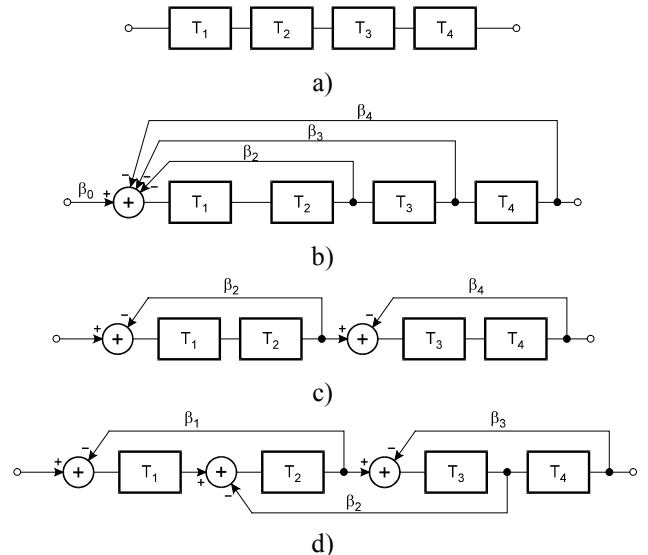 T₁ T₂ T₃ T₄
a)
β₄
β₃
β₂
β₀ + − − − + T₁ T₂ T₃ T₄
b)
β₂ β₄
+ − + T₁ T₂ + − + T₃ T₄
c)
β₁ β₃
+ − + T₁ + − + T₂ + − + T₃ T₄
β₂
d)